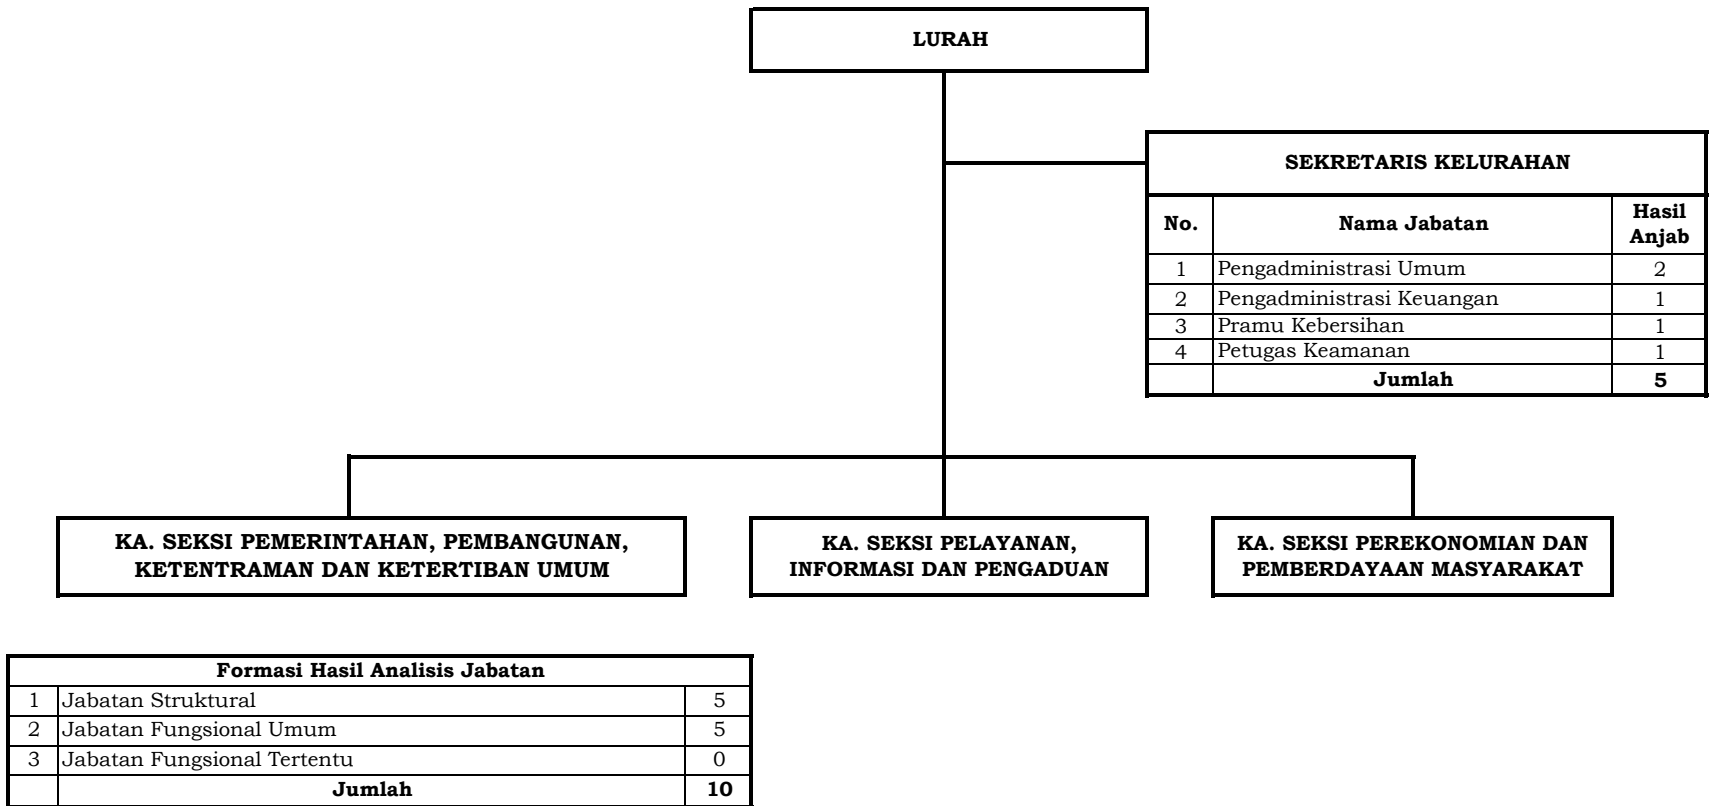 LURAH
SEKRETARIS KELURAHAN
No. Nama Jabatan Hasil Anjab
1 Pengadministrasi Umum 2
2 Pengadministrasi Keuangan 1
3 Pramu Kebersihan 1
4 Petugas Keamanan 1
Jumlah 5
KA. SEKSI PEMERINTAHAN, PEMBANGUNAN,
KETENTRAMAN DAN KETERTIBAN UMUM
KA. SEKSI PELAYANAN,
INFORMASI DAN PENGADUAN
KA. SEKSI PEREKONOMIAN DAN
PEMBERDAYAAN MASYARAKAT
Formasi Hasil Analisis Jabatan
1 Jabatan Struktural 5
2 Jabatan Fungsional Umum 5
3 Jabatan Fungsional Tertentu 0
Jumlah 10